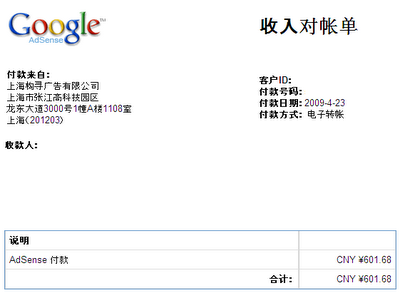 Google™
AdSense
收入对帐单
付款来自:
上海栒寻广告有限公司
上海市张江高科技园区
龙东大道3000号1幢A楼1108室
上海(201203)
客户ID:
付款号码:
付款日期: 2009-4-23
付款方式: 电子转帐
收款人:
说明
AdSense 付款 CNY ¥601.68
合计: CNY ¥601.68